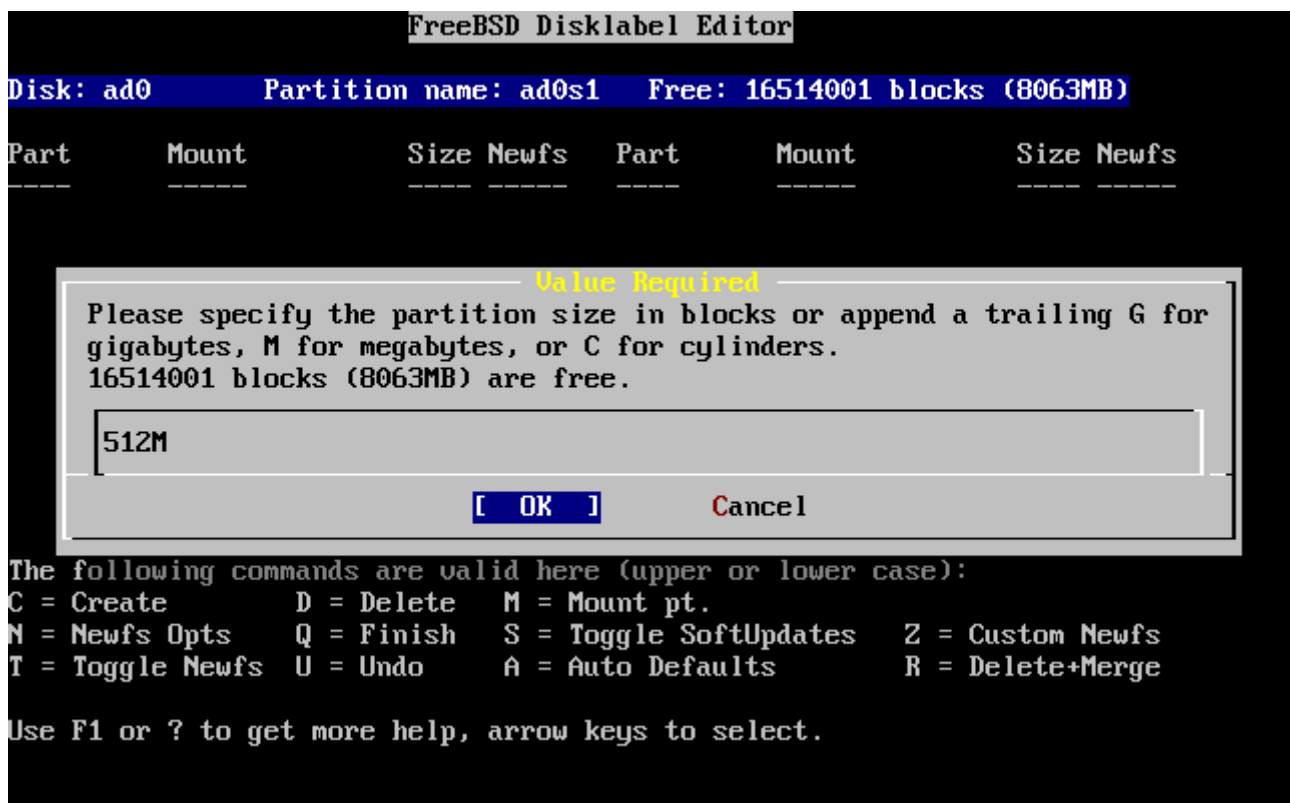 FreeBSD Disklabel Editor
Disk: ad0 Partition name: ad0s1 Free: 16514001 blocks (8063MB)
Part Mount Size Newfs Part Mount Size Newfs
---- ----- ---- ----- ---- ----- ---- -----
Value Required
Please specify the partition size in blocks or append a trailing G for
gigabytes, M for megabytes, or C for cylinders.
16514001 blocks (8063MB) are free.
512M
[ OK ] Cancel
The following commands are valid here (upper or lower case):
C = Create D = Delete M = Mount pt.
N = Newfs Opts Q = Finish S = Toggle SoftUpdates Z = Custom Newfs
T = Toggle Newfs U = Undo A = Auto Defaults R = Delete+Merge
Use F1 or ? to get more help, arrow keys to select.